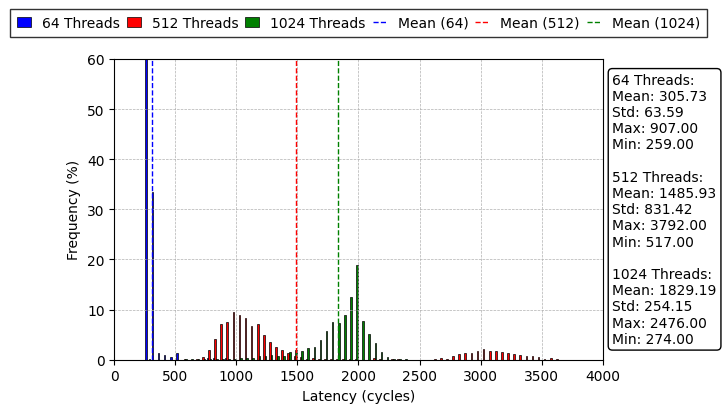 64 Threads 512 Threads 1024 Threads Mean (64) Mean (512) Mean (1024)
60
50
40
30
20
10
0
Frequency (%)
0 500 1000 1500 2000 2500 3000 3500 4000
Latency (cycles)
64 Threads:
Mean: 305.73
Std: 63.59
Max: 907.00
Min: 259.00
512 Threads:
Mean: 1485.93
Std: 831.42
Max: 3792.00
Min: 517.00
1024 Threads:
Mean: 1829.19
Std: 254.15
Max: 2476.00
Min: 274.00